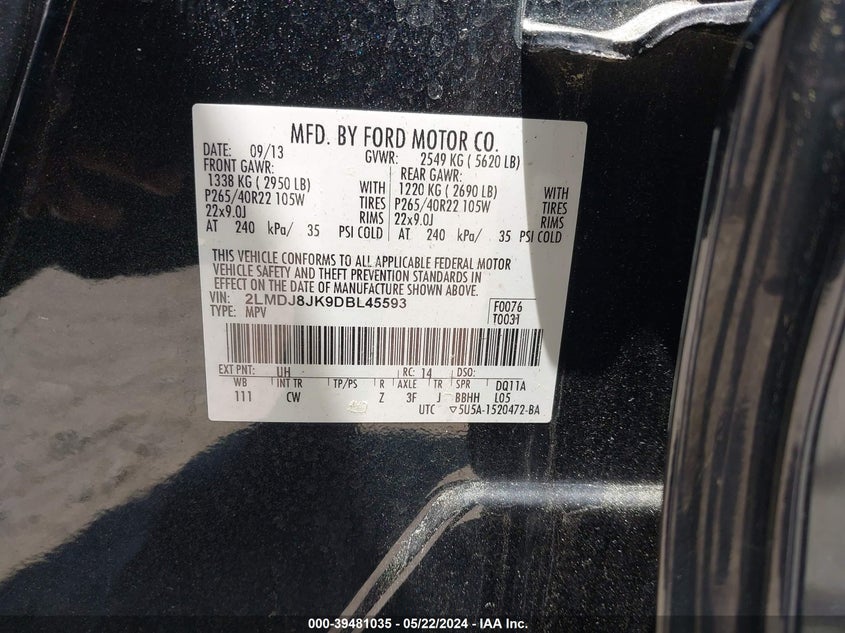 MFD. BY FORD MOTOR CO.
DATE: 09/13 GVWR: 2549 KG ( 5620 LB)
FRONT GAWR: REAR GAWR:
1338 KG ( 2950 LB) WITH 1220 KG ( 2690 LB) WITH
P265/40R22 105W TIRES P265/40R22 105W TIRES
22x9.0J RIMS 22x9.0J RIMS
AT 240 kPa/ 35 PSI COLD AT 240 kPa/ 35 PSI COLD
THIS VEHICLE CONFORMS TO ALL APPLICABLE FEDERAL MOTOR
VEHICLE SAFETY AND THEFT PREVENTION STANDARDS IN
EFFECT ON THE DATE OF MANUFACTURE SHOWN ABOVE.
VIN: 2LMDJ8JK9DBL45593 F0076
TYPE: MPV T0031
EXT PNT: UH RC: 14 DSO:
WB INT TR TP/PS R AXLE TR SPR DQ11A
111 CW Z 3F J BBHH L05
UTC ▽5U5A-1520472-BA
000-39481035 - 05/22/2024 - IAA Inc.